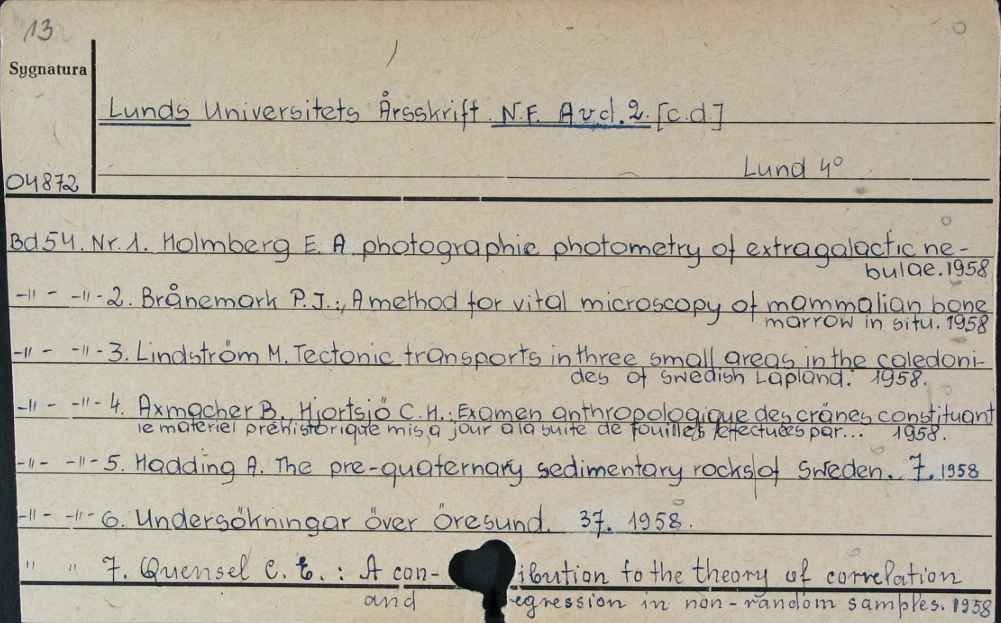 13
Sygnatura
Lunds Universitets Årsskrift. N.F. Avd. 2. [c.d]
Lund 4°
04872
Bd 54. Nr. 1. Holmberg E. A photographic photometry of extragalactic ne-
bulae. 1958
-"- -"- 2. Brånemark P.J.:, A method for vital microscopy of mammalian bone
marrow in situ. 1958
-"- -"- 3. Lindström M. Tectonic transports in three small areas in the caledoni-
des of Swedish Lapland. 1958.
-"- -"- 4. Axmacher B., Hjortsjö C.H.: Examen anthropologique des crânes constituant
le matériel préhistorique mis à jour à la suite de fouilles effectuées par... 1958.
-"- -"- 5. Hadding A. The pre-quaternary sedimentary rocks of Sweden. 7. 1958
-"- -"- 6. Undersökningar över Öresund. 37. 1958.
" " 7. Quensel C. E. : A con- ibution to the theory of correlation
and egression in non-random samples. 1958